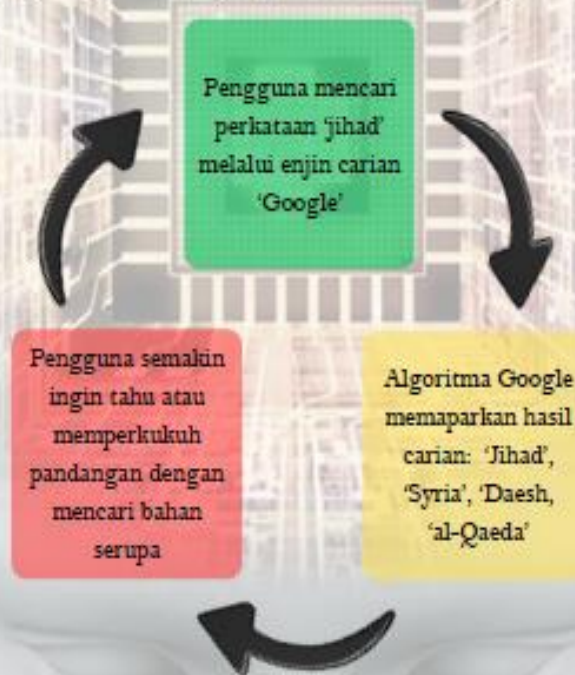 Pengguna mencari
perkataan ‘jihad’
melalui enjin carian
‘Google’
Algoritma Google
memaparkan hasil
carian: ‘Jihad’,
‘Syria’, ‘Daesh,
‘al-Qaeda’
Pengguna semakin
ingin tahu atau
memperkukuh
pandangan dengan
mencari bahan
serupa